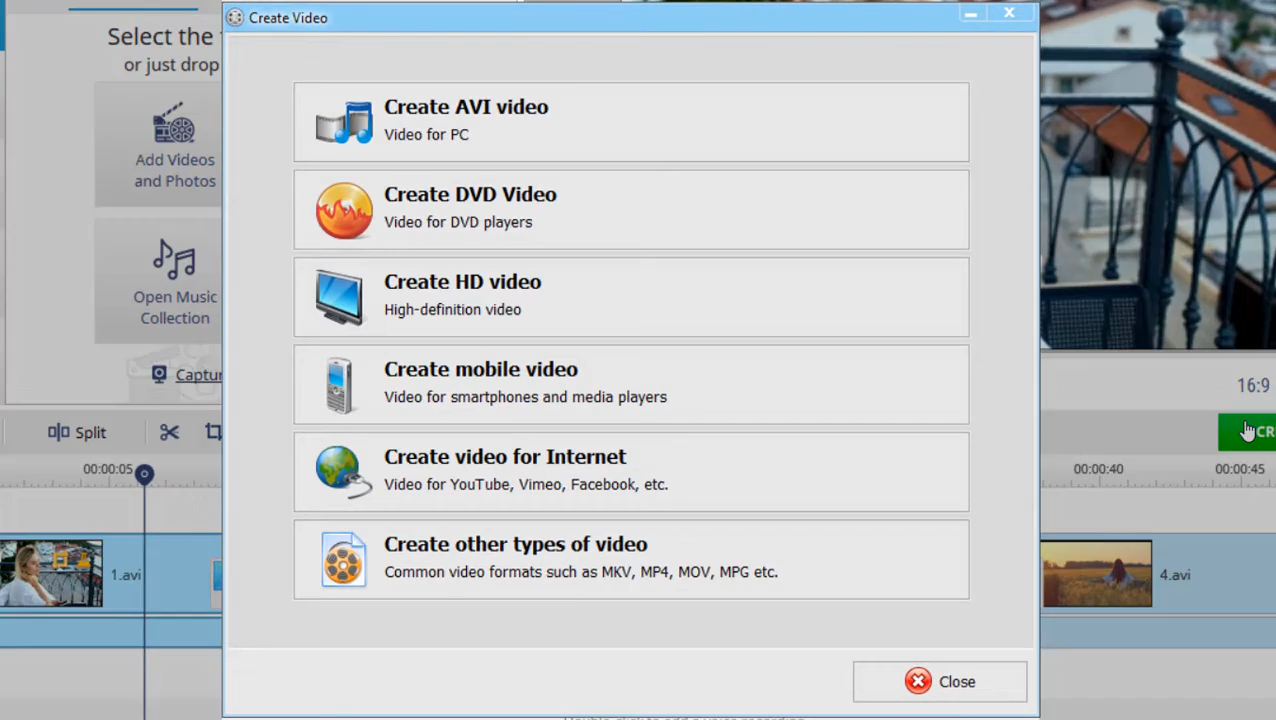 Create Video
Select the
or just drop
Add Videos
and Photos
Open Music
Collection
Create AVI video
Video for PC
Create DVD Video
Video for DVD players
Create HD video
High-definition video
Create mobile video
Video for smartphones and media players
Create video for Internet
Video for YouTube, Vimeo, Facebook, etc.
Create other types of video
Common video formats such as MKV, MP4, MOV, MPG etc.
Close
16:9
Split
00:00:05
00:00:40
00:00:45
1.avi
4.avi